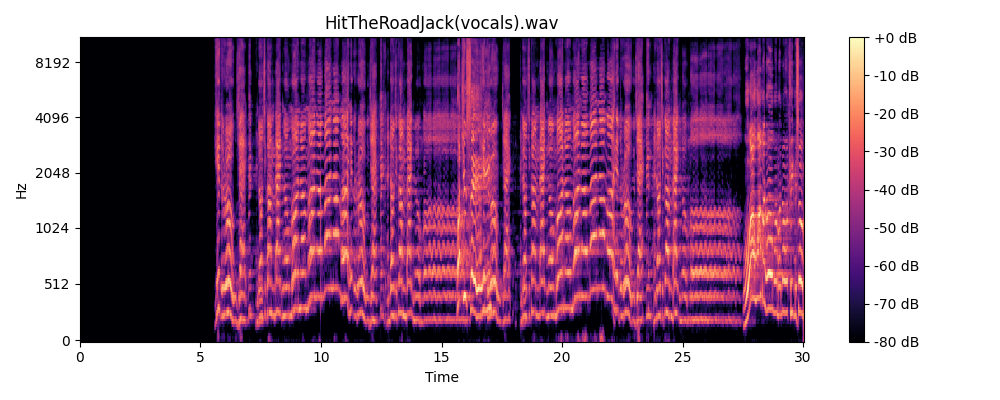 HitTheRoadJack(vocals).wav
8192
4096
2048
1024
512
0
Hz
0 5 10 15 20 25 30
Time
+0 dB
-10 dB
-20 dB
-30 dB
-40 dB
-50 dB
-60 dB
-70 dB
-80 dB